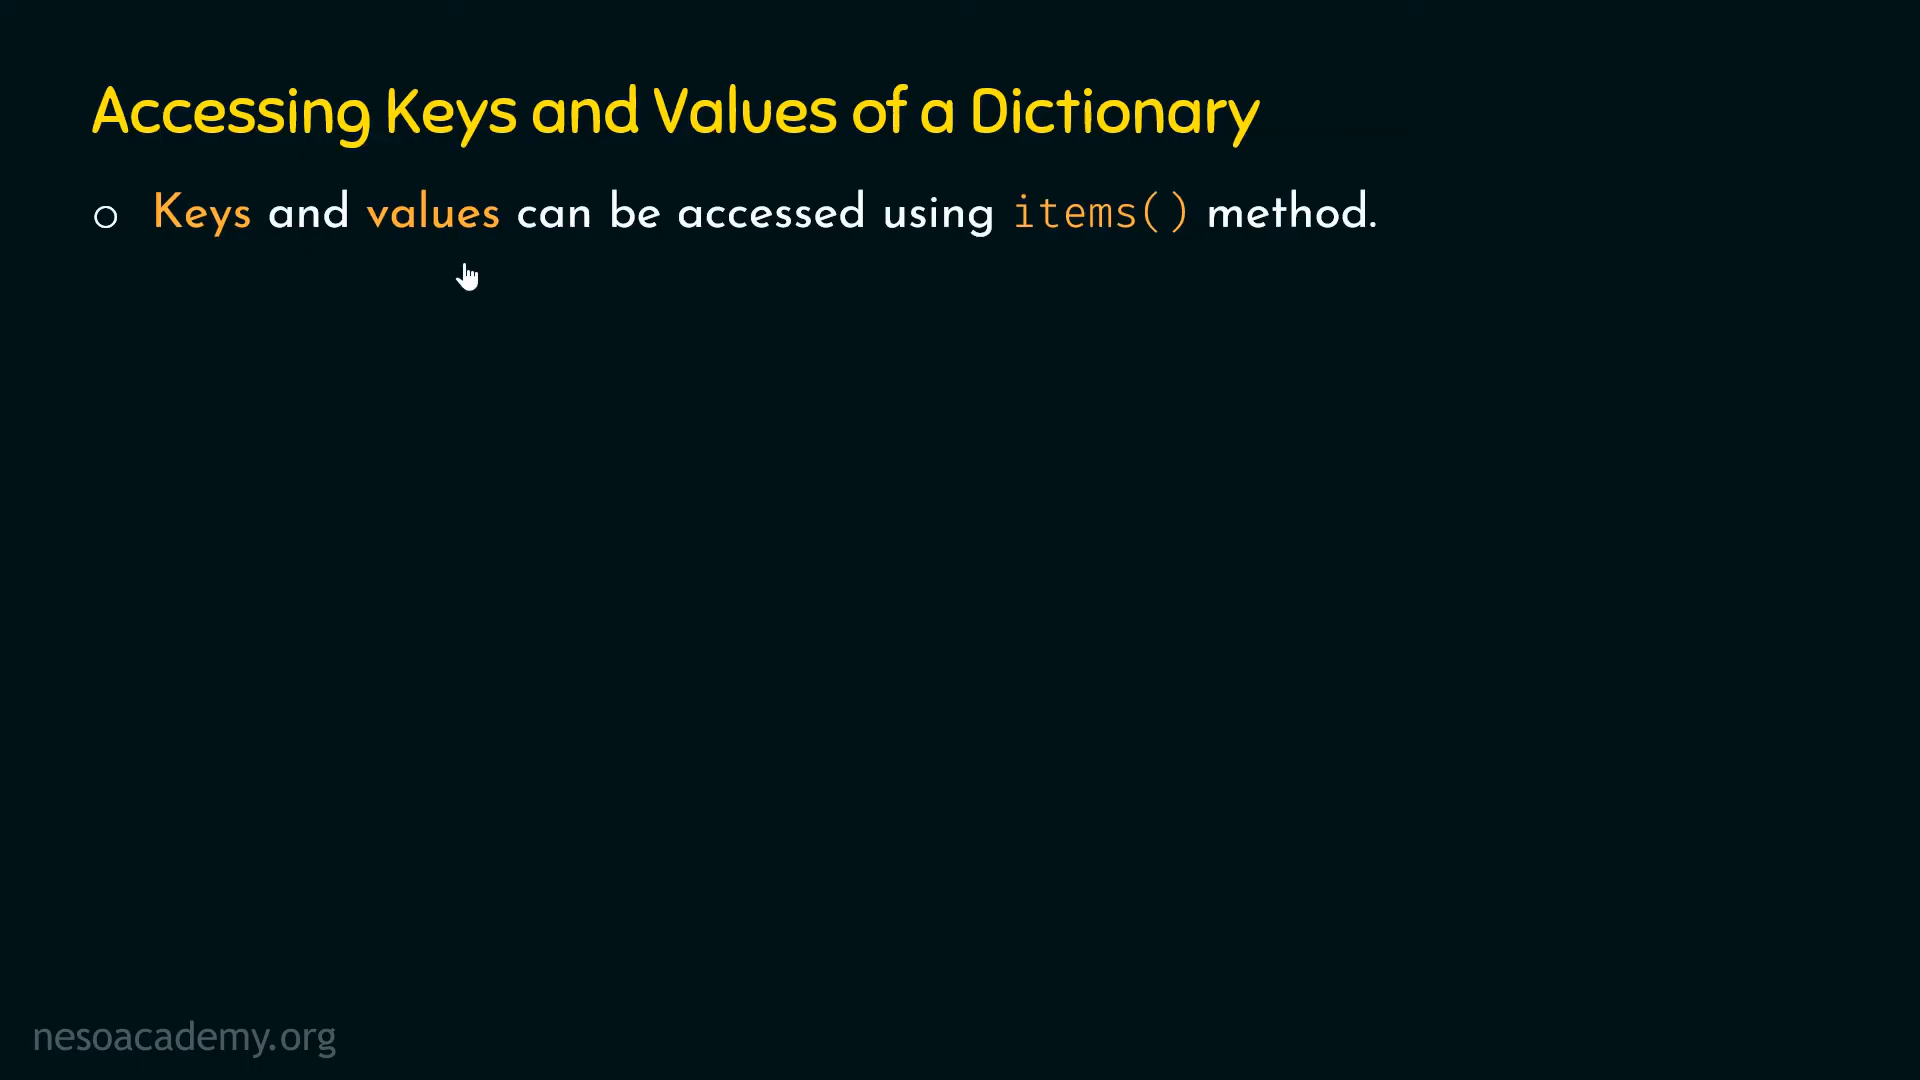 Accessing Keys and Values of a Dictionary
Keys and values can be accessed using items() method.
nesoacademy.org